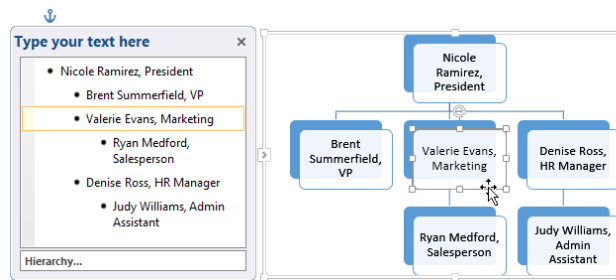 Type your text here
Nicole Ramirez, President
Brent Summerfield, VP
Valerie Evans, Marketing
Ryan Medford,
Salesperson
Denise Ross, HR Manager
Judy Williams, Admin
Assistant
Hierarchy...
Nicole
Ramirez,
President
Brent
Summerfield,
VP
Valerie Evans,
Marketing
Denise Ross,
HR Manager
Ryan Medford,
Salesperson
Judy Williams,
Admin
Assistant